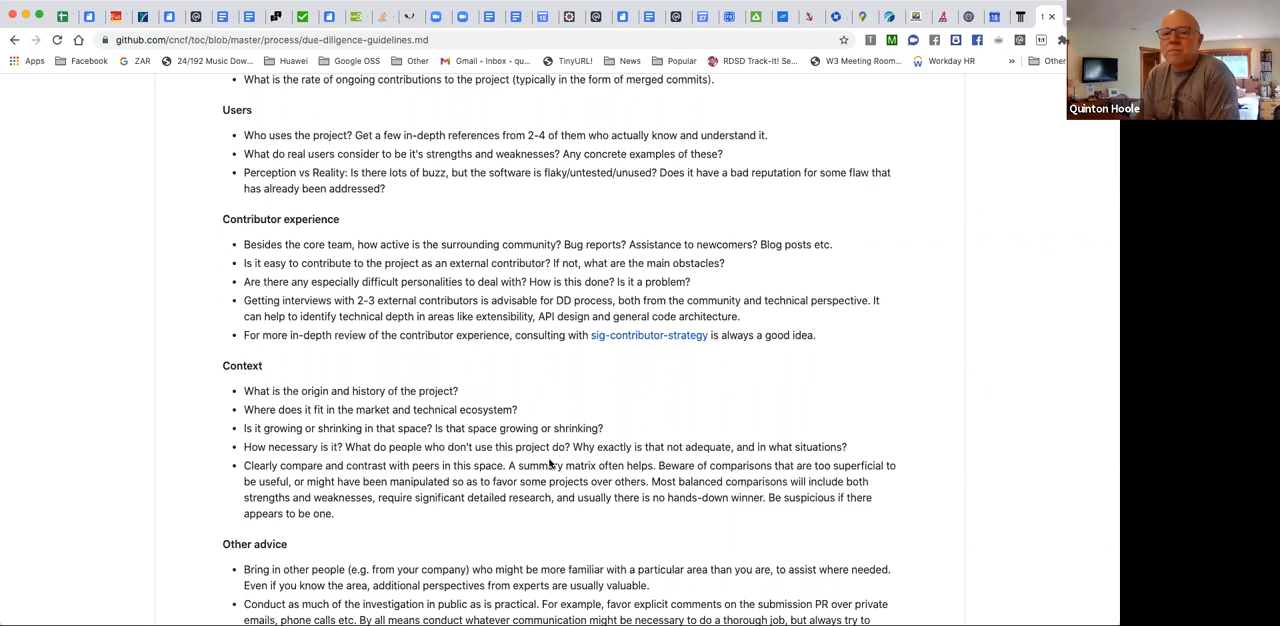 github.com/cncf/toc/blob/master/process/due-diligence-guidelines.md
Apps Facebook ZAR 24/192 Music Dow... Huawei Google OSS Other Gmail - Inbox - qu... TinyURL! News Popular RDSD Track-It! Se... W3 Meeting Room... Workday HR » Other
Quinton Hoole
• What is the rate of ongoing contributions to the project (typically in the form of merged commits).
Users
• Who uses the project? Get a few in-depth references from 2-4 of them who actually know and understand it.
• What do real users consider to be it's strengths and weaknesses? Any concrete examples of these?
• Perception vs Reality: Is there lots of buzz, but the software is flaky/untested/unused? Does it have a bad reputation for some flaw that
has already been addressed?
Contributor experience
• Besides the core team, how active is the surrounding community? Bug reports? Assistance to newcomers? Blog posts etc.
• Is it easy to contribute to the project as an external contributor? If not, what are the main obstacles?
• Are there any especially difficult personalities to deal with? How is this done? Is it a problem?
• Getting interviews with 2-3 external contributors is advisable for DD process, both from the community and technical perspective. It
can help to identify technical depth in areas like extensibility, API design and general code architecture.
• For more in-depth review of the contributor experience, consulting with sig-contributor-strategy is always a good idea.
Context
• What is the origin and history of the project?
• Where does it fit in the market and technical ecosystem?
• Is it growing or shrinking in that space? Is that space growing or shrinking?
• How necessary is it? What do people who don't use this project do? Why exactly is that not adequate, and in what situations?
• Clearly compare and contrast with peers in this space. A summary matrix often helps. Beware of comparisons that are too superficial to
be useful, or might have been manipulated so as to favor some projects over others. Most balanced comparisons will include both
strengths and weaknesses, require significant detailed research, and usually there is no hands-down winner. Be suspicious if there
appears to be one.
Other advice
• Bring in other people (e.g. from your company) who might be more familiar with a particular area than you are, to assist where needed.
Even if you know the area, additional perspectives from experts are usually valuable.
• Conduct as much of the investigation in public as is practical. For example, favor explicit comments on the submission PR over private
emails, phone calls etc. By all means conduct whatever communication might be necessary to do a thorough job, but always try to